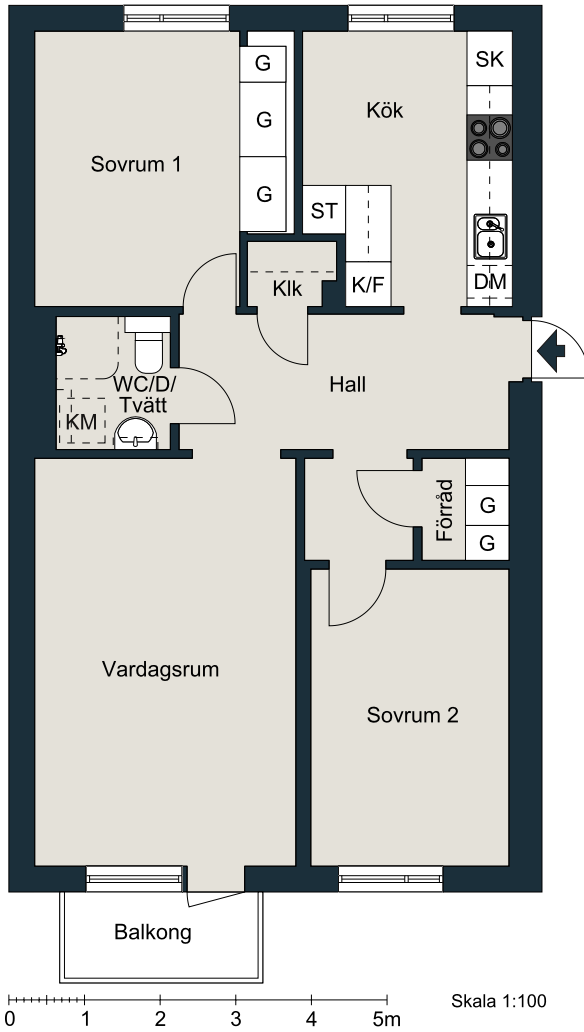 SK
G
Kök
G
Sovrum 1
G
ST
Klk
K/F
DM
WC/D/
Tvätt
Hall
KM
Förråd
G
G
Vardagsrum
Sovrum 2
Balkong
Skala 1:100
0 1 2 3 4 5m